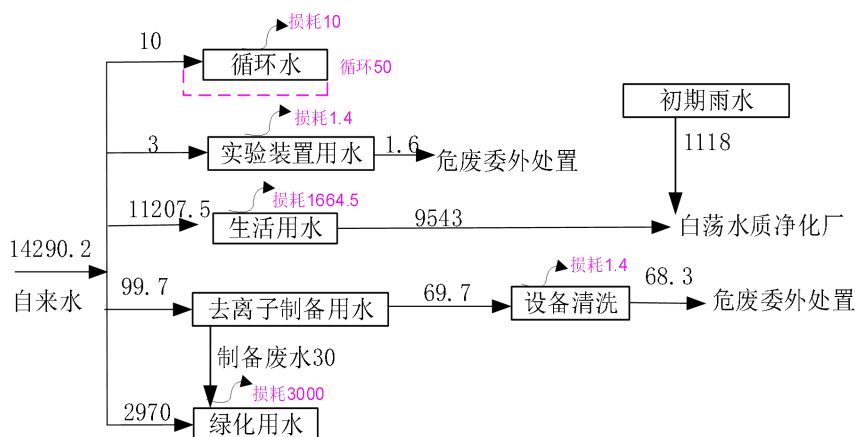 损耗10
10
循环水
循环50
初期雨水
损耗1.4
1118
3
实验装置用水
1.6
危废委外处置
损耗1664.5
11207.5
生活用水
9543
白荡水质净化厂
14290.2
自来水
损耗1.4
99.7
去离子制备用水
69.7
设备清洗
68.3
危废委外处置
制备废水30
损耗3000
2970
绿化用水